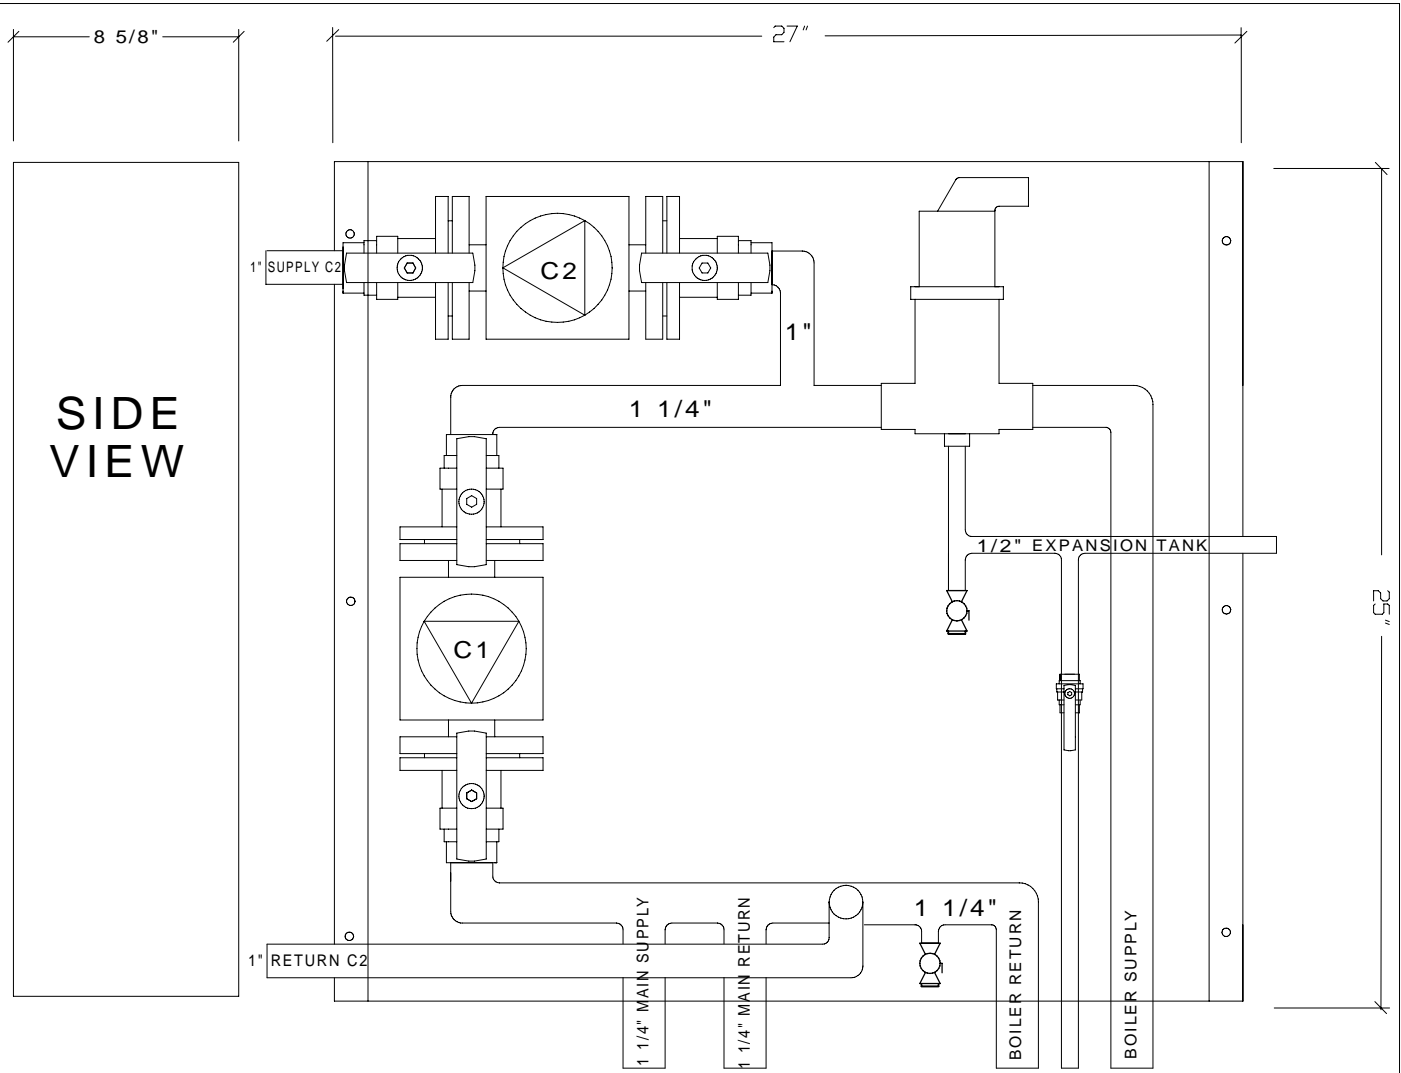 8 5/8"
27"
1" SUPPLY C2
C2
1"
SIDE
VIEW
1 1/4"
1/2" EXPANSION TANK
25"
C1
1 1/4"
1" RETURN C2
1 1/4" MAIN SUPPLY
1 1/4" MAIN RETURN
BOILER RETURN
BOILER SUPPLY